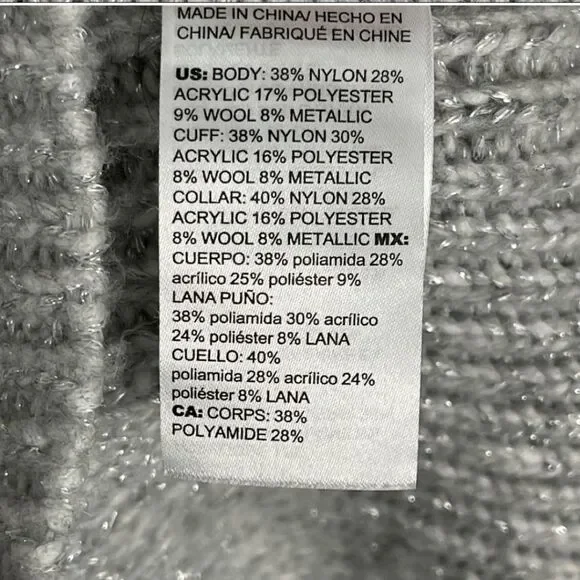 MADE IN CHINA/ HECHO EN
CHINA/ FABRIQUÉ EN CHINE
US: BODY: 38% NYLON 28%
ACRYLIC 17% POLYESTER
9% WOOL 8% METALLIC
CUFF: 38% NYLON 30%
ACRYLIC 16% POLYESTER
8% WOOL 8% METALLIC
COLLAR: 40% NYLON 28%
ACRYLIC 16% POLYESTER
8% WOOL 8% METALLIC MX:
CUERPO: 38% poliamida 28%
acrílico 25% poliéster 9%
LANA PUÑO:
38% poliamida 30% acrílico
24% poliéster 8% LANA
CUELLO: 40%
poliamida 28% acrílico 24%
poliéster 8% LANA
CA: CORPS: 38%
POLYAMIDE 28%